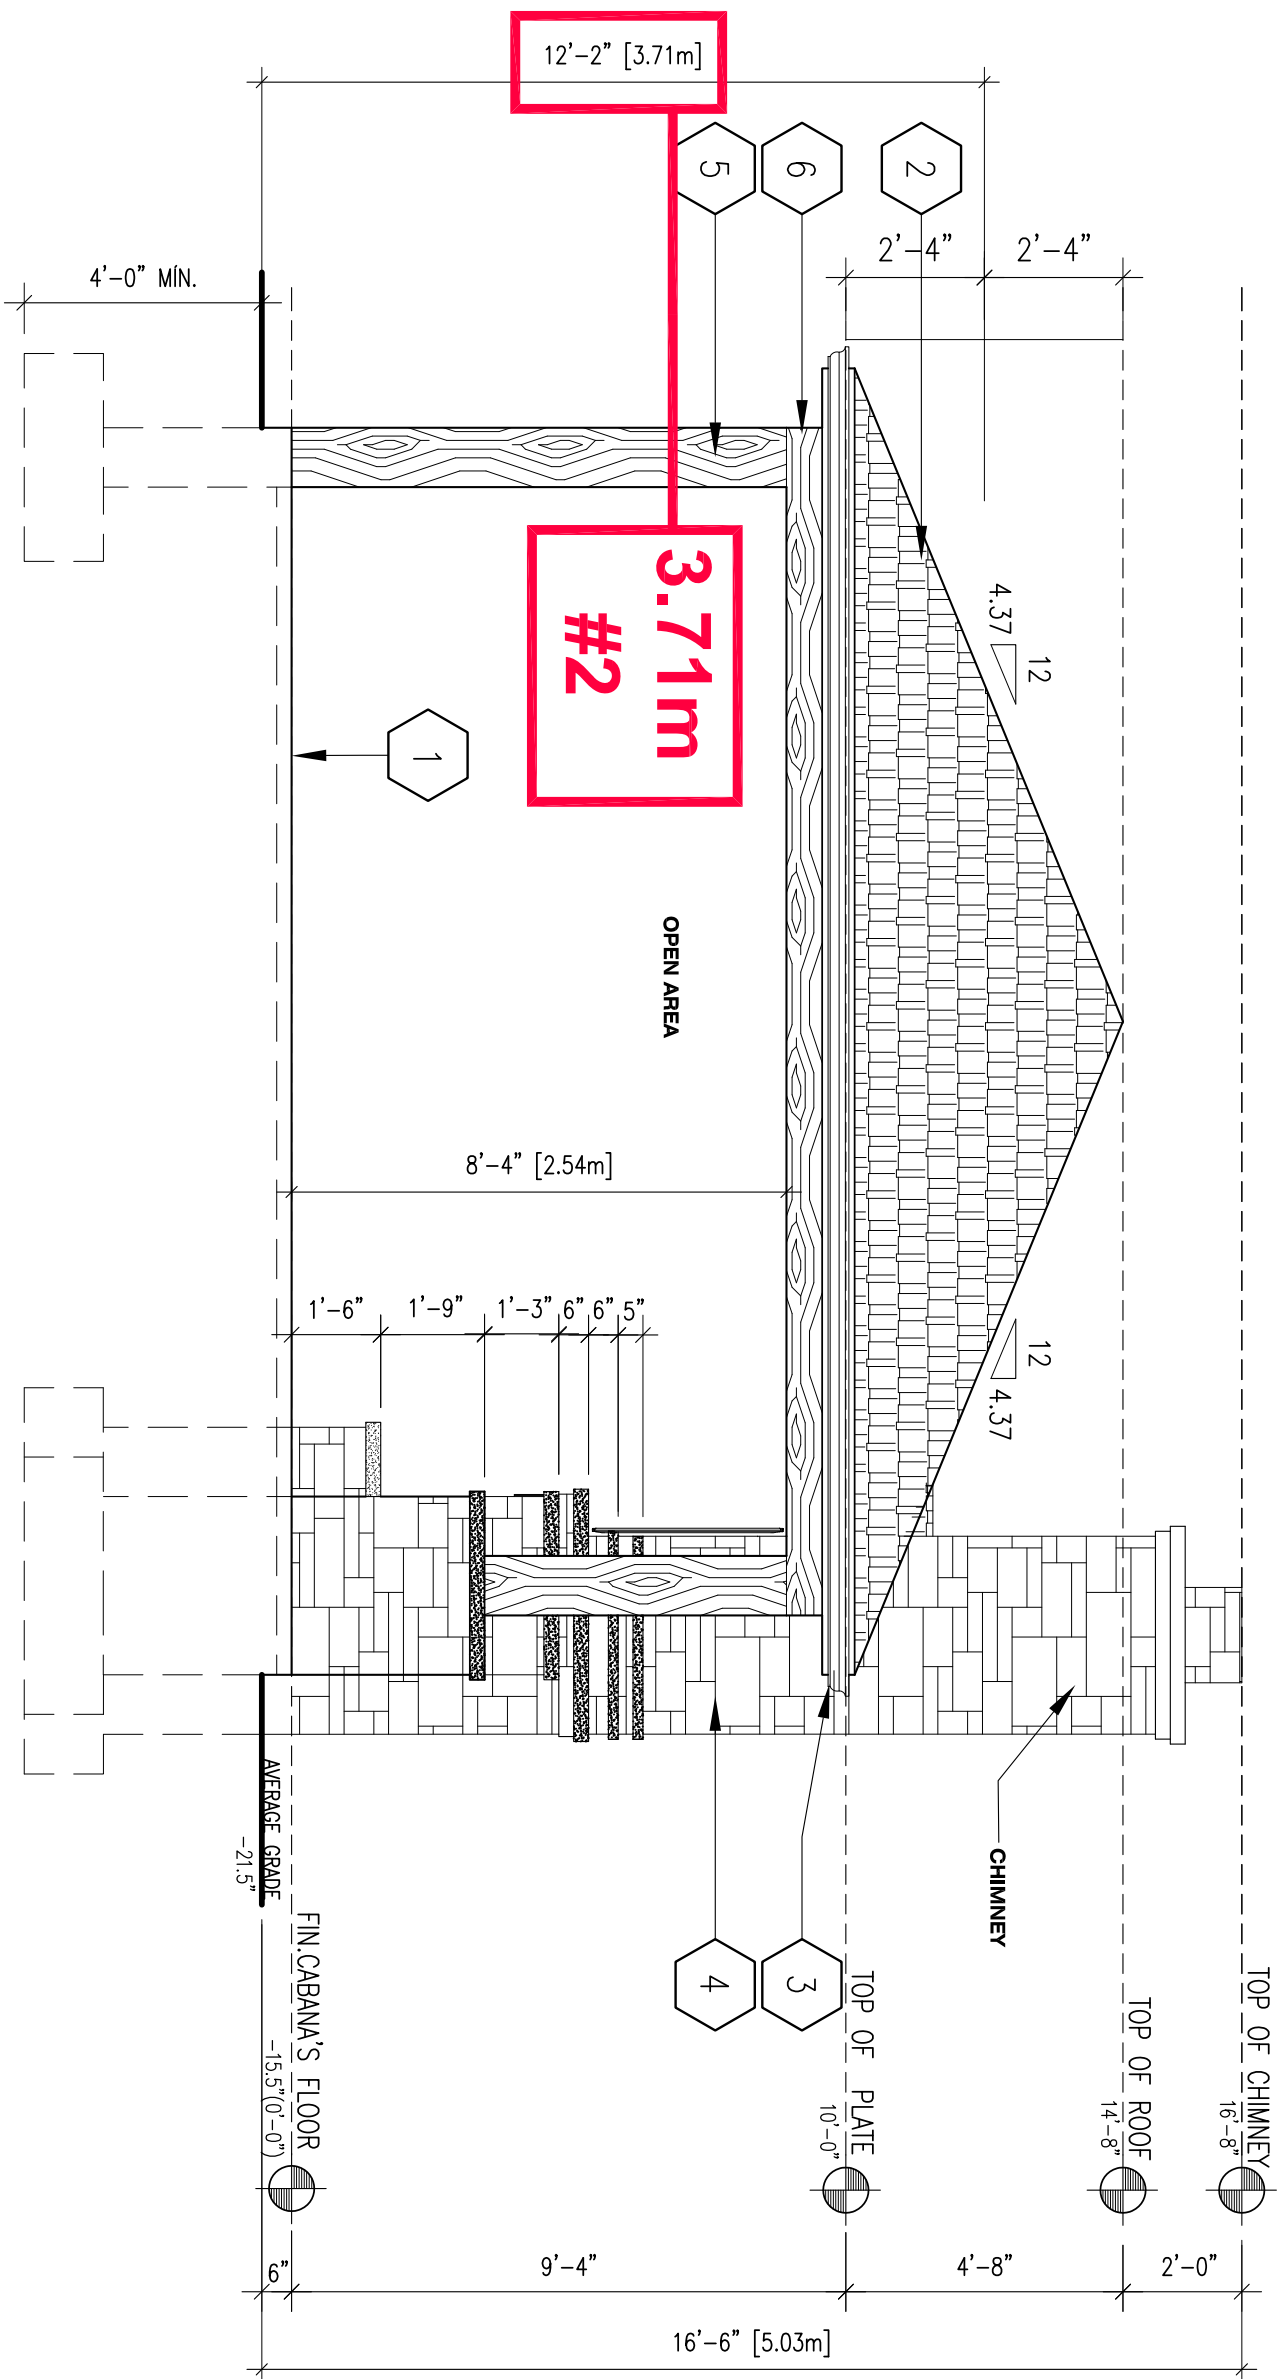 12'-2" [3.71m]
5
6
2
2'-4"
2'-4"
4'-0" MÍN.
3.71m
#2
4.37
12
1
OPEN AREA
8'-4" [2.54m]
12
4.37
1'-6"
1'-9"
1'-3"
6"
6"
5"
CHIMNEY
AVERAGE GRADE
-21.5"
4
3
FIN.CABANA'S FLOOR
-15.5"(0'-0")
TOP OF PLATE
10'-0"
TOP OF ROOF
14'-8"
TOP OF CHIMNEY
16'-8"
6"
9'-4"
4'-8"
2'-0"
16'-6" [5.03m]